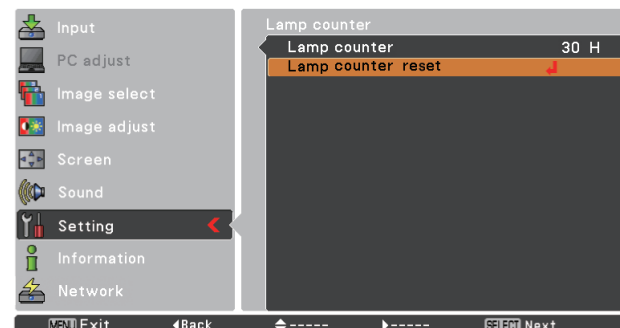 Input
PC adjust
Image select
Image adjust
Screen
Sound
Setting
Information
Network
Lamp counter
Lamp counter 30 H
Lamp counter reset
MENU Exit ◀Back ◆----- ▶----- SELECT Next